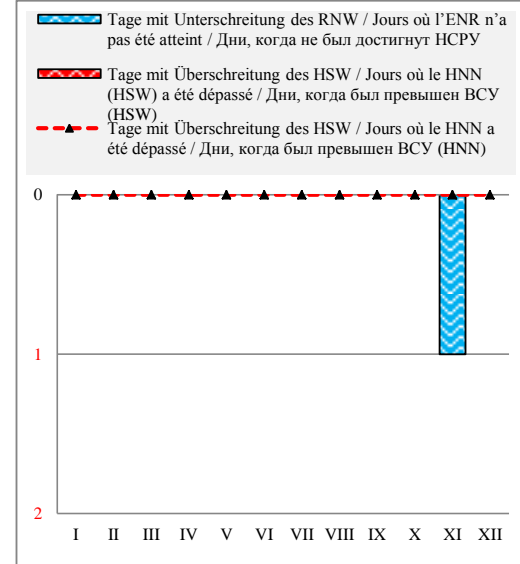 Tage mit Unterschreitung des RNW / Jours où l’ENR n’a
pas été atteint / Дни, когда не был достигнут НСРУ
Tage mit Überschreitung des HSW / Jours où le HNN
(HSW) a été dépassé / Дни, когда был превышен ВСУ
(HSW)
Tage mit Überschreitung des HSW / Jours où le HNN a
été dépassé / Дни, когда был превышен ВСУ (HNN)
0
1
2
I II III IV V VI VII VIII IX X XI XII